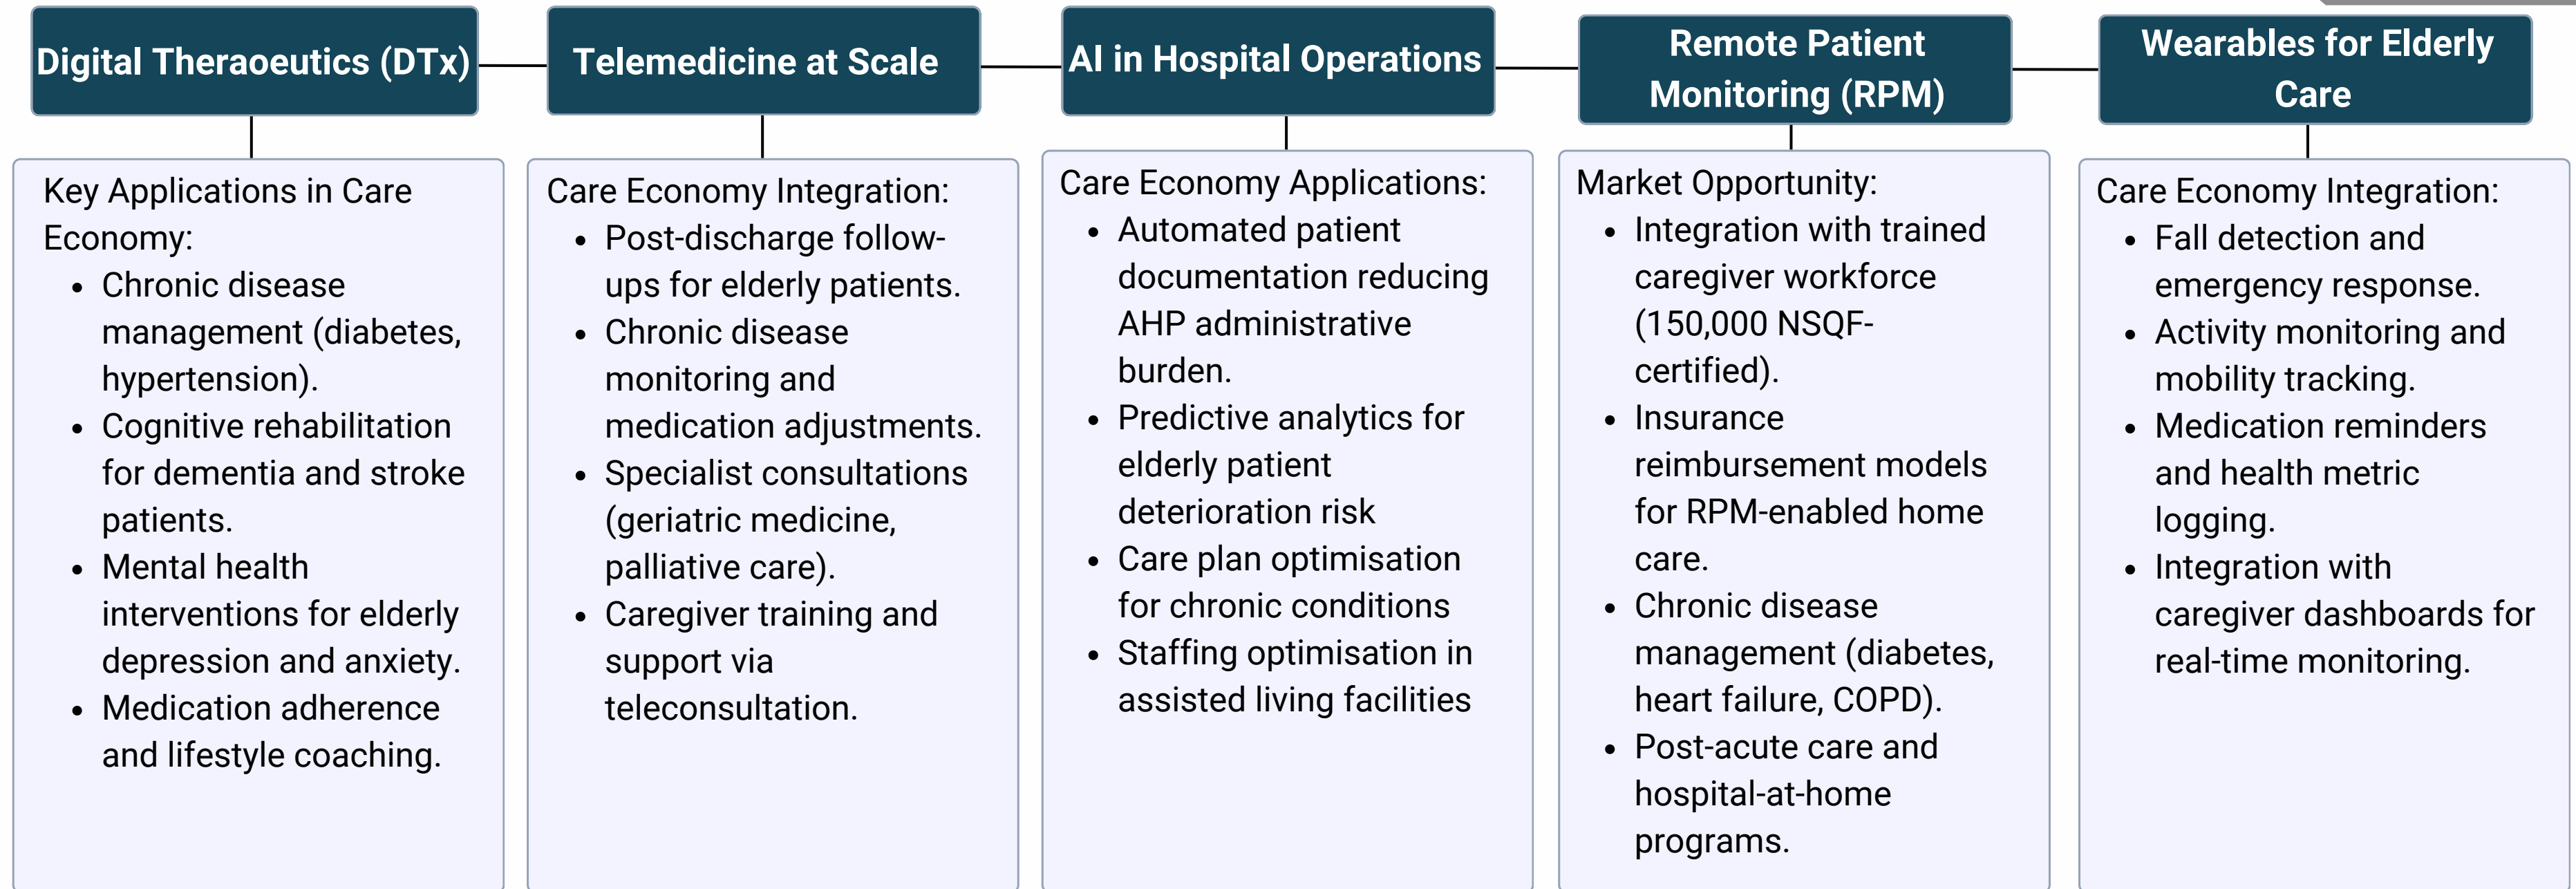 Digital Theraoeutics (DTx)
Key Applications in Care
Economy:
• Chronic disease
management (diabetes,
hypertension).
• Cognitive rehabilitation
for dementia and stroke
patients.
• Mental health
interventions for elderly
depression and anxiety.
• Medication adherence
and lifestyle coaching.
Telemedicine at Scale
Care Economy Integration:
• Post-discharge follow-
ups for elderly patients.
• Chronic disease
monitoring and
medication adjustments.
• Specialist consultations
(geriatric medicine,
palliative care).
• Caregiver training and
support via
teleconsultation.
AI in Hospital Operations
Care Economy Applications:
• Automated patient
documentation reducing
AHP administrative
burden.
• Predictive analytics for
elderly patient
deterioration risk
• Care plan optimisation
for chronic conditions
• Staffing optimisation in
assisted living facilities
Remote Patient
Monitoring (RPM)
Market Opportunity:
• Integration with trained
caregiver workforce
(150,000 NSQF-
certified).
• Insurance
reimbursement models
for RPM-enabled home
care.
• Chronic disease
management (diabetes,
heart failure, COPD).
• Post-acute care and
hospital-at-home
programs.
Wearables for Elderly
Care
Care Economy Integration:
• Fall detection and
emergency response.
• Activity monitoring and
mobility tracking.
• Medication reminders
and health metric
logging.
• Integration with
caregiver dashboards for
real-time monitoring.